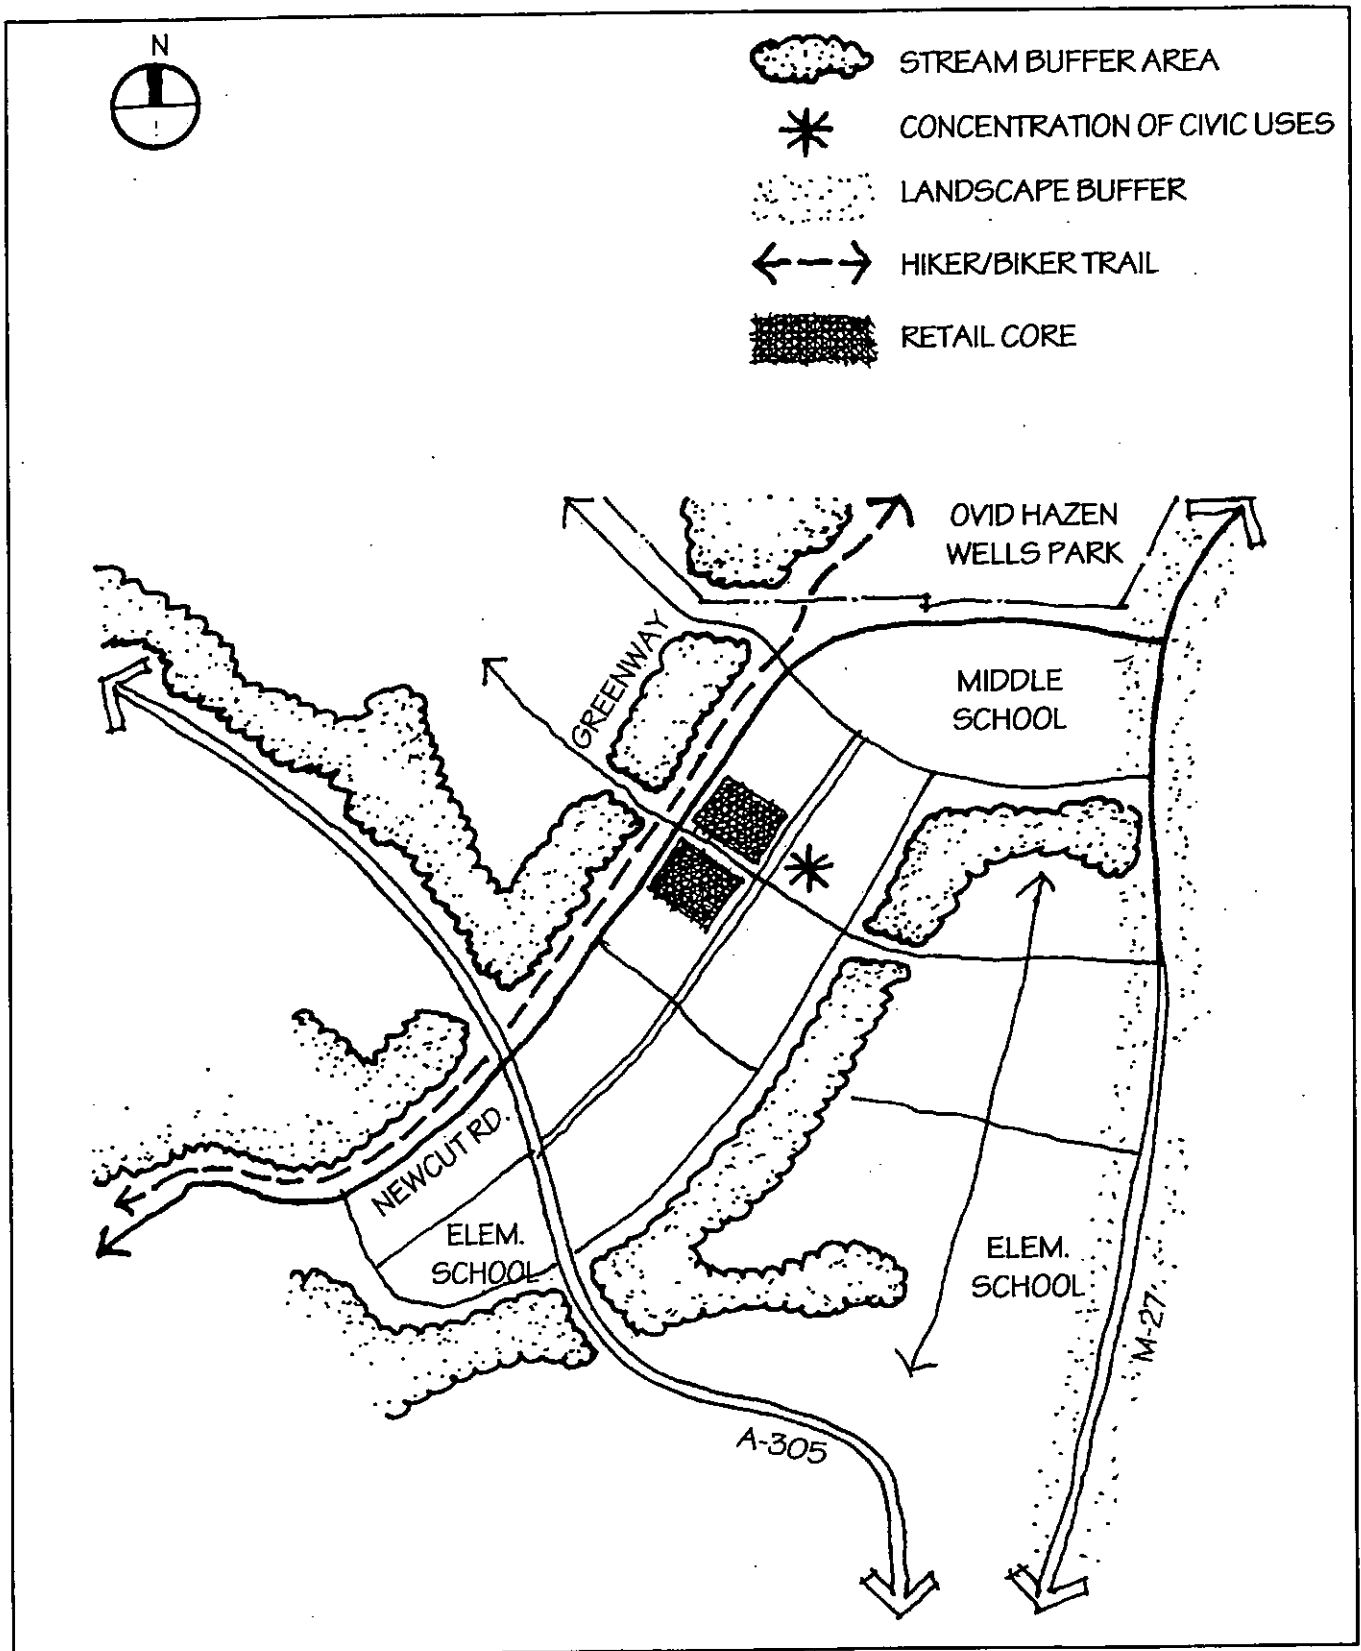 N
STREAM BUFFER AREA
CONCENTRATION OF CIVIC USES
LANDSCAPE BUFFER
HIKER/BIKER TRAIL
RETAIL CORE
OVID HAZEN
WELLS PARK
GREENWAY
MIDDLE
SCHOOL
NEWCUT RD.
ELEM.
SCHOOL
ELEM.
SCHOOL
M-27
A-305